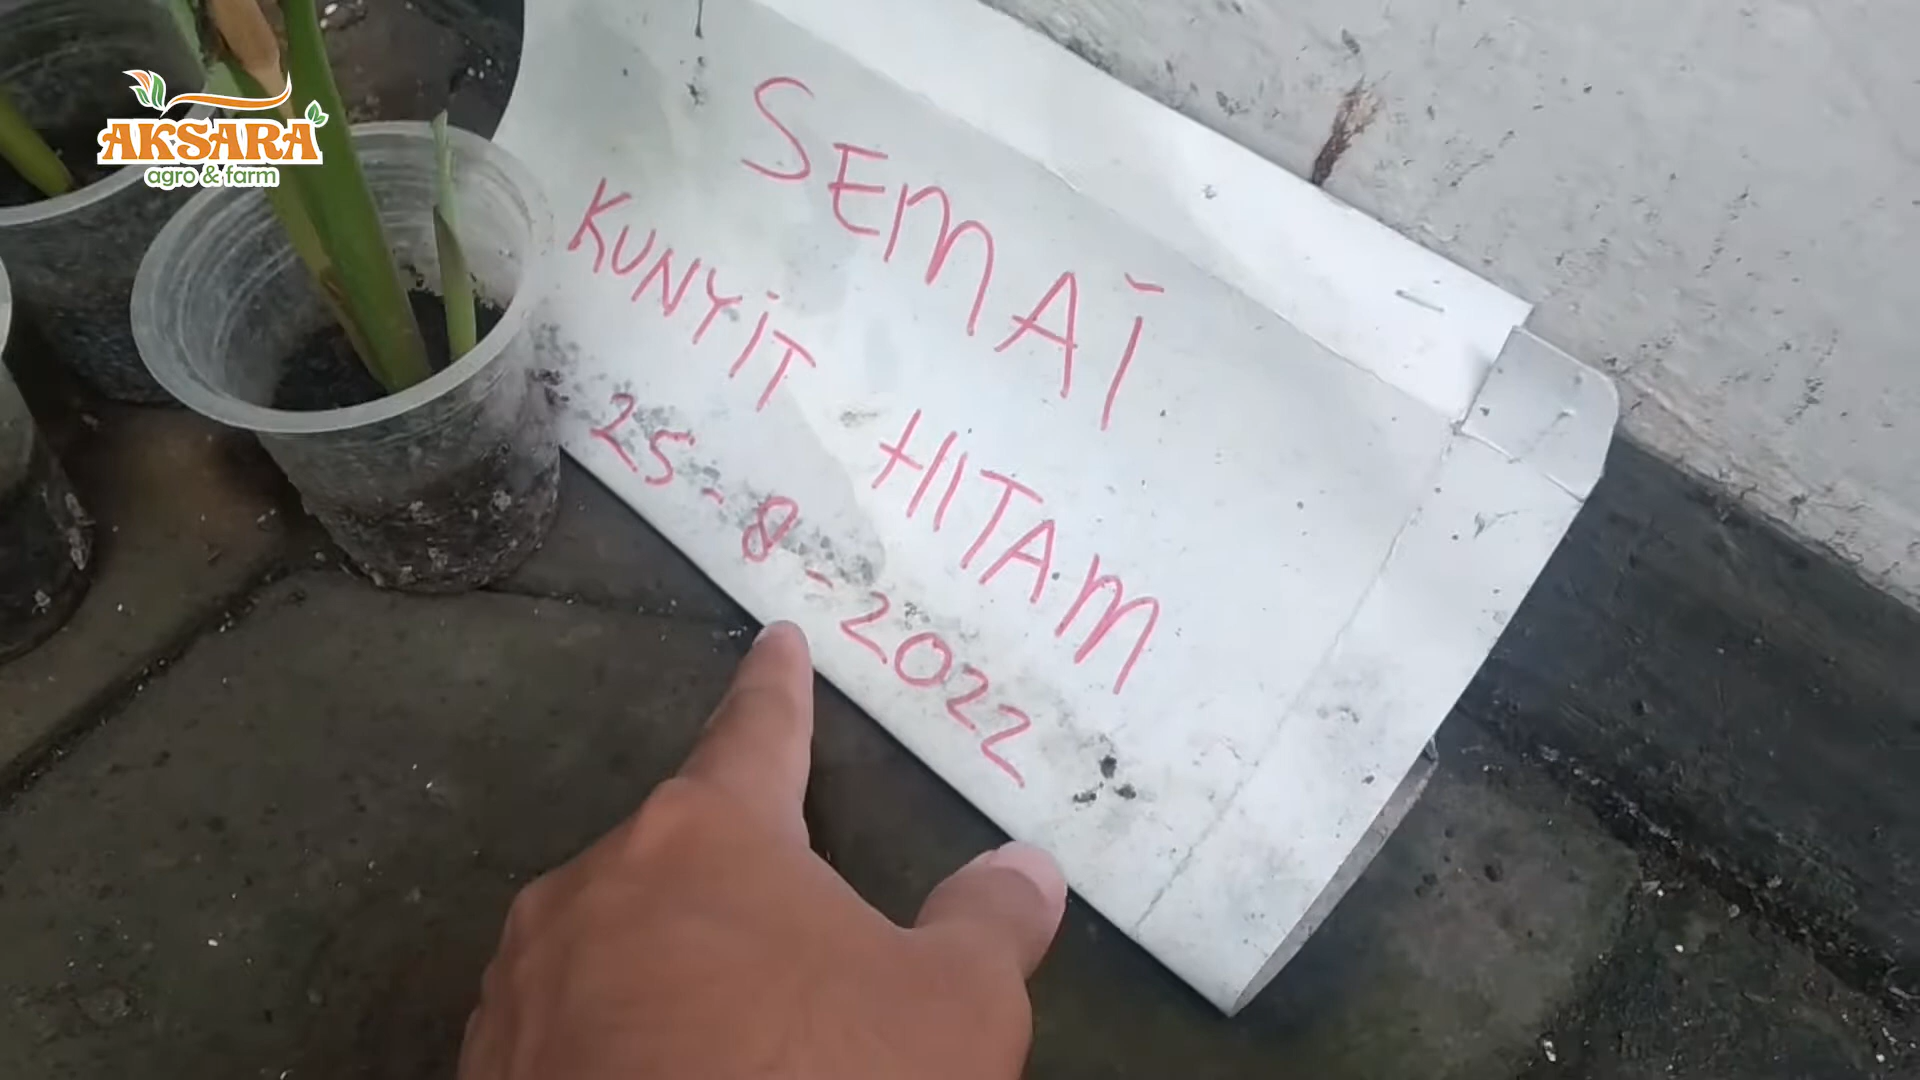 AKSARA
agro & farm
SEMAI
KUNYIT HITAM
25-8-2022